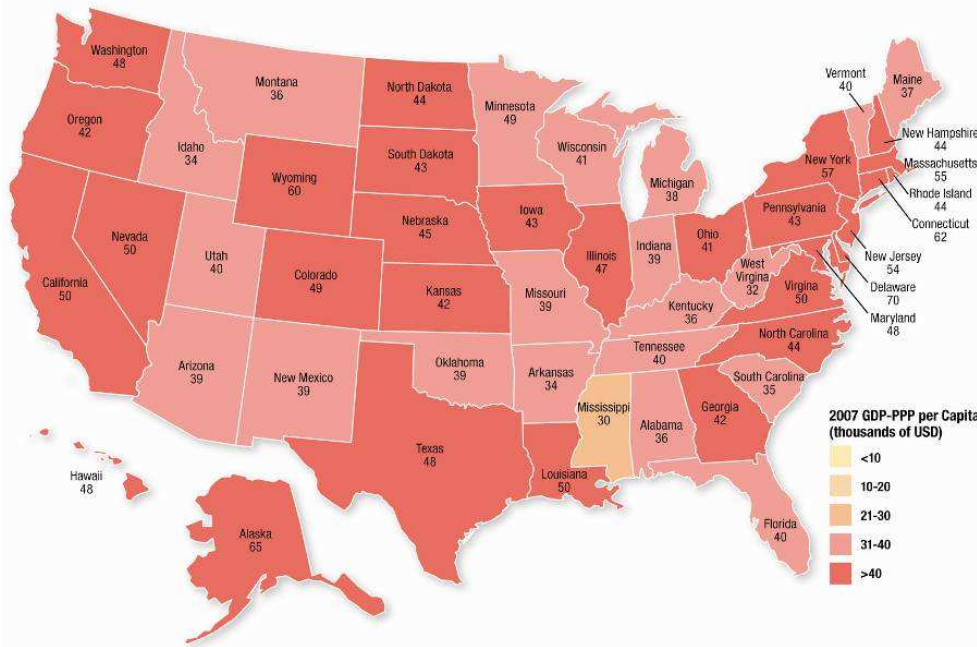 Washington
48
Oregon
42
California
50
Nevada
50
Idaho
34
Montana
36
Wyoming
60
Utah
40
Colorado
49
Arizona
39
New Mexico
39
North Dakota
44
South Dakota
43
Nebraska
45
Kansas
42
Oklahoma
39
Texas
48
Minnesota
49
Iowa
43
Missouri
39
Arkansas
34
Louisiana
50
Wisconsin
41
Illinois
47
Michigan
38
Indiana
39
Ohio
41
Kentucky
36
Tennessee
40
Mississippi
30
Alabama
36
Georgia
42
Florida
40
South Carolina
35
North Carolina
44
Virgina
50
West
Virgina
32
Pennsylvania
43
New York
57
Vermont
40
Maine
37
New Hampshire
44
Massachusetts
55
Rhode Island
44
Connecticut
62
New Jersey
54
Delaware
70
Maryland
48
Hawaii
48
Alaska
65
2007 GDP-PPP per Capita
(thousands of USD)
<10
10-20
21-30
31-40
>40